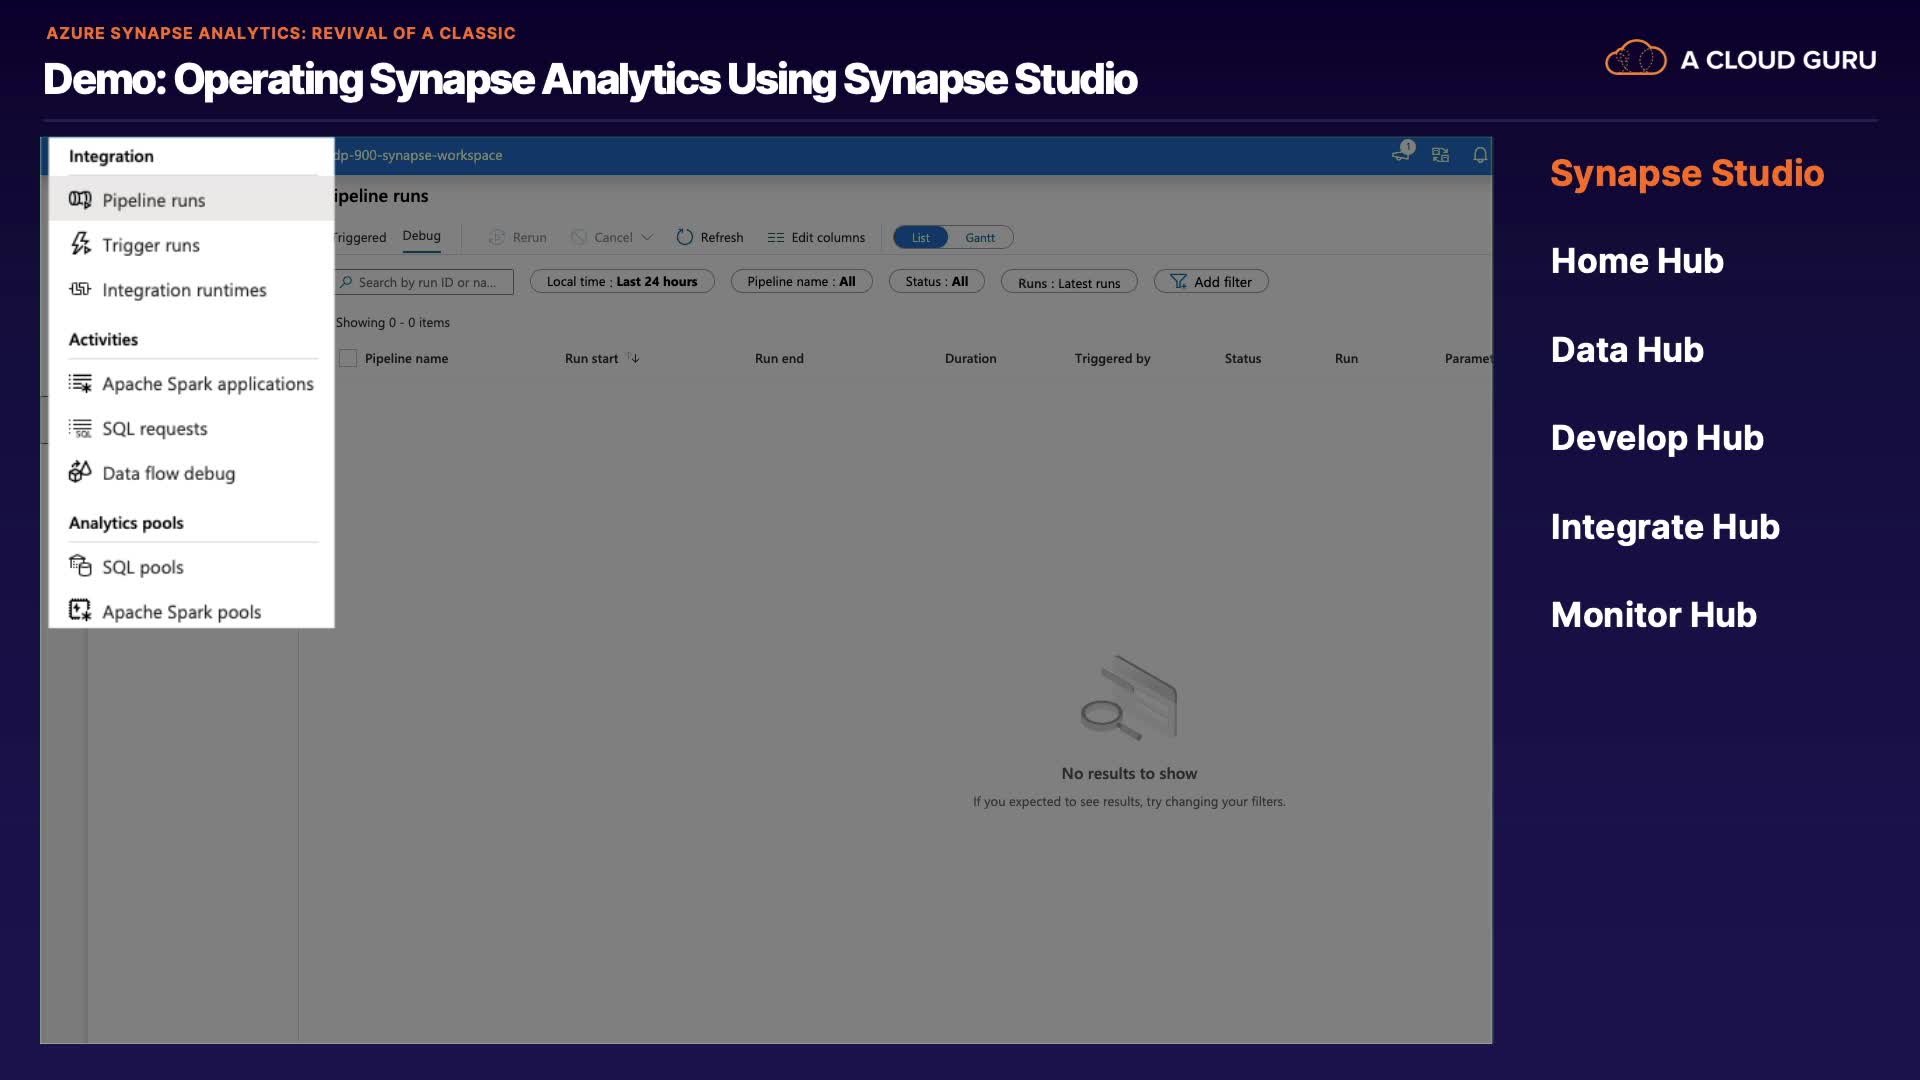 AZURE SYNAPSE ANALYTICS: REVIVAL OF A CLASSIC
Demo: Operating Synapse Analytics Using Synapse Studio
A CLOUD GURU
Integration
Pipeline runs
Trigger runs
Integration runtimes
Activities
Apache Spark applications
SQL requests
Data flow debug
Analytics pools
SQL pools
Apache Spark pools
dp-900-synapse-workspace
1
ipeline runs
riggered Debug Rerun Cancel Refresh Edit columns List Gantt
Search by run ID or na... Local time : Last 24 hours Pipeline name : All Status : All Runs : Latest runs Add filter
Showing 0 - 0 items
Pipeline name Run start Run end Duration Triggered by Status Run Paramet
No results to show
If you expected to see results, try changing your filters.
Synapse Studio
Home Hub
Data Hub
Develop Hub
Integrate Hub
Monitor Hub